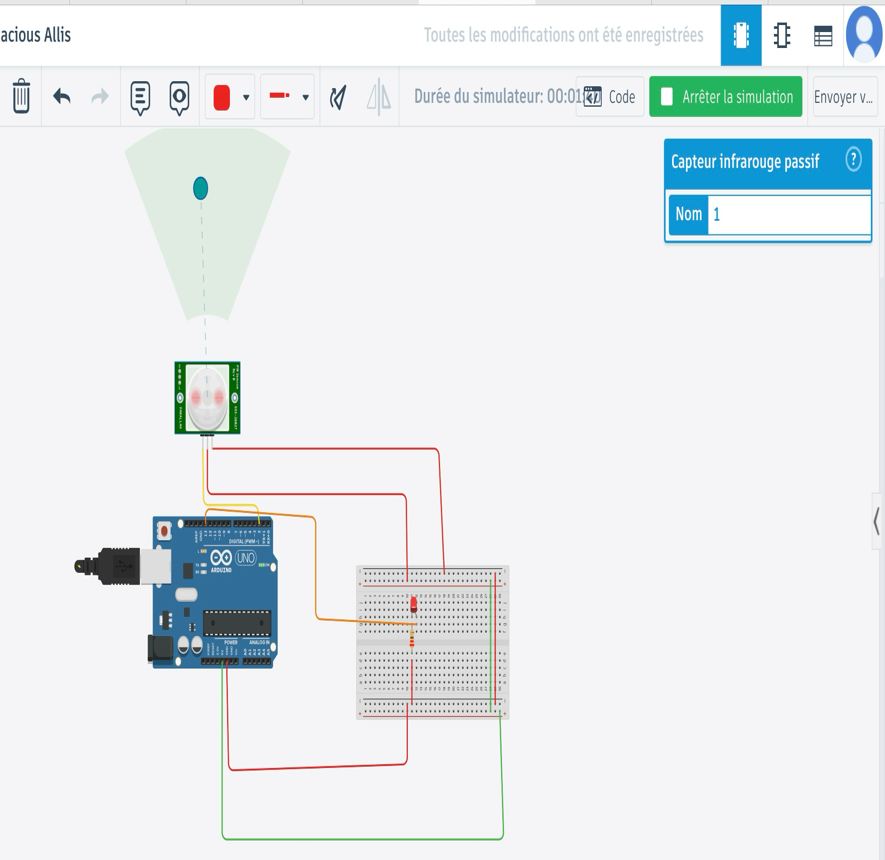 acious Allis
Toutes les modifications ont été enregistrées
Durée du simulateur: 00:01:
Code
Arrêter la simulation
Envoyer v...
Capteur infrarouge passif
?
Nom
1
DIGITAL (PWM~)
UNO
ARDUINO
POWER
ANALOG IN